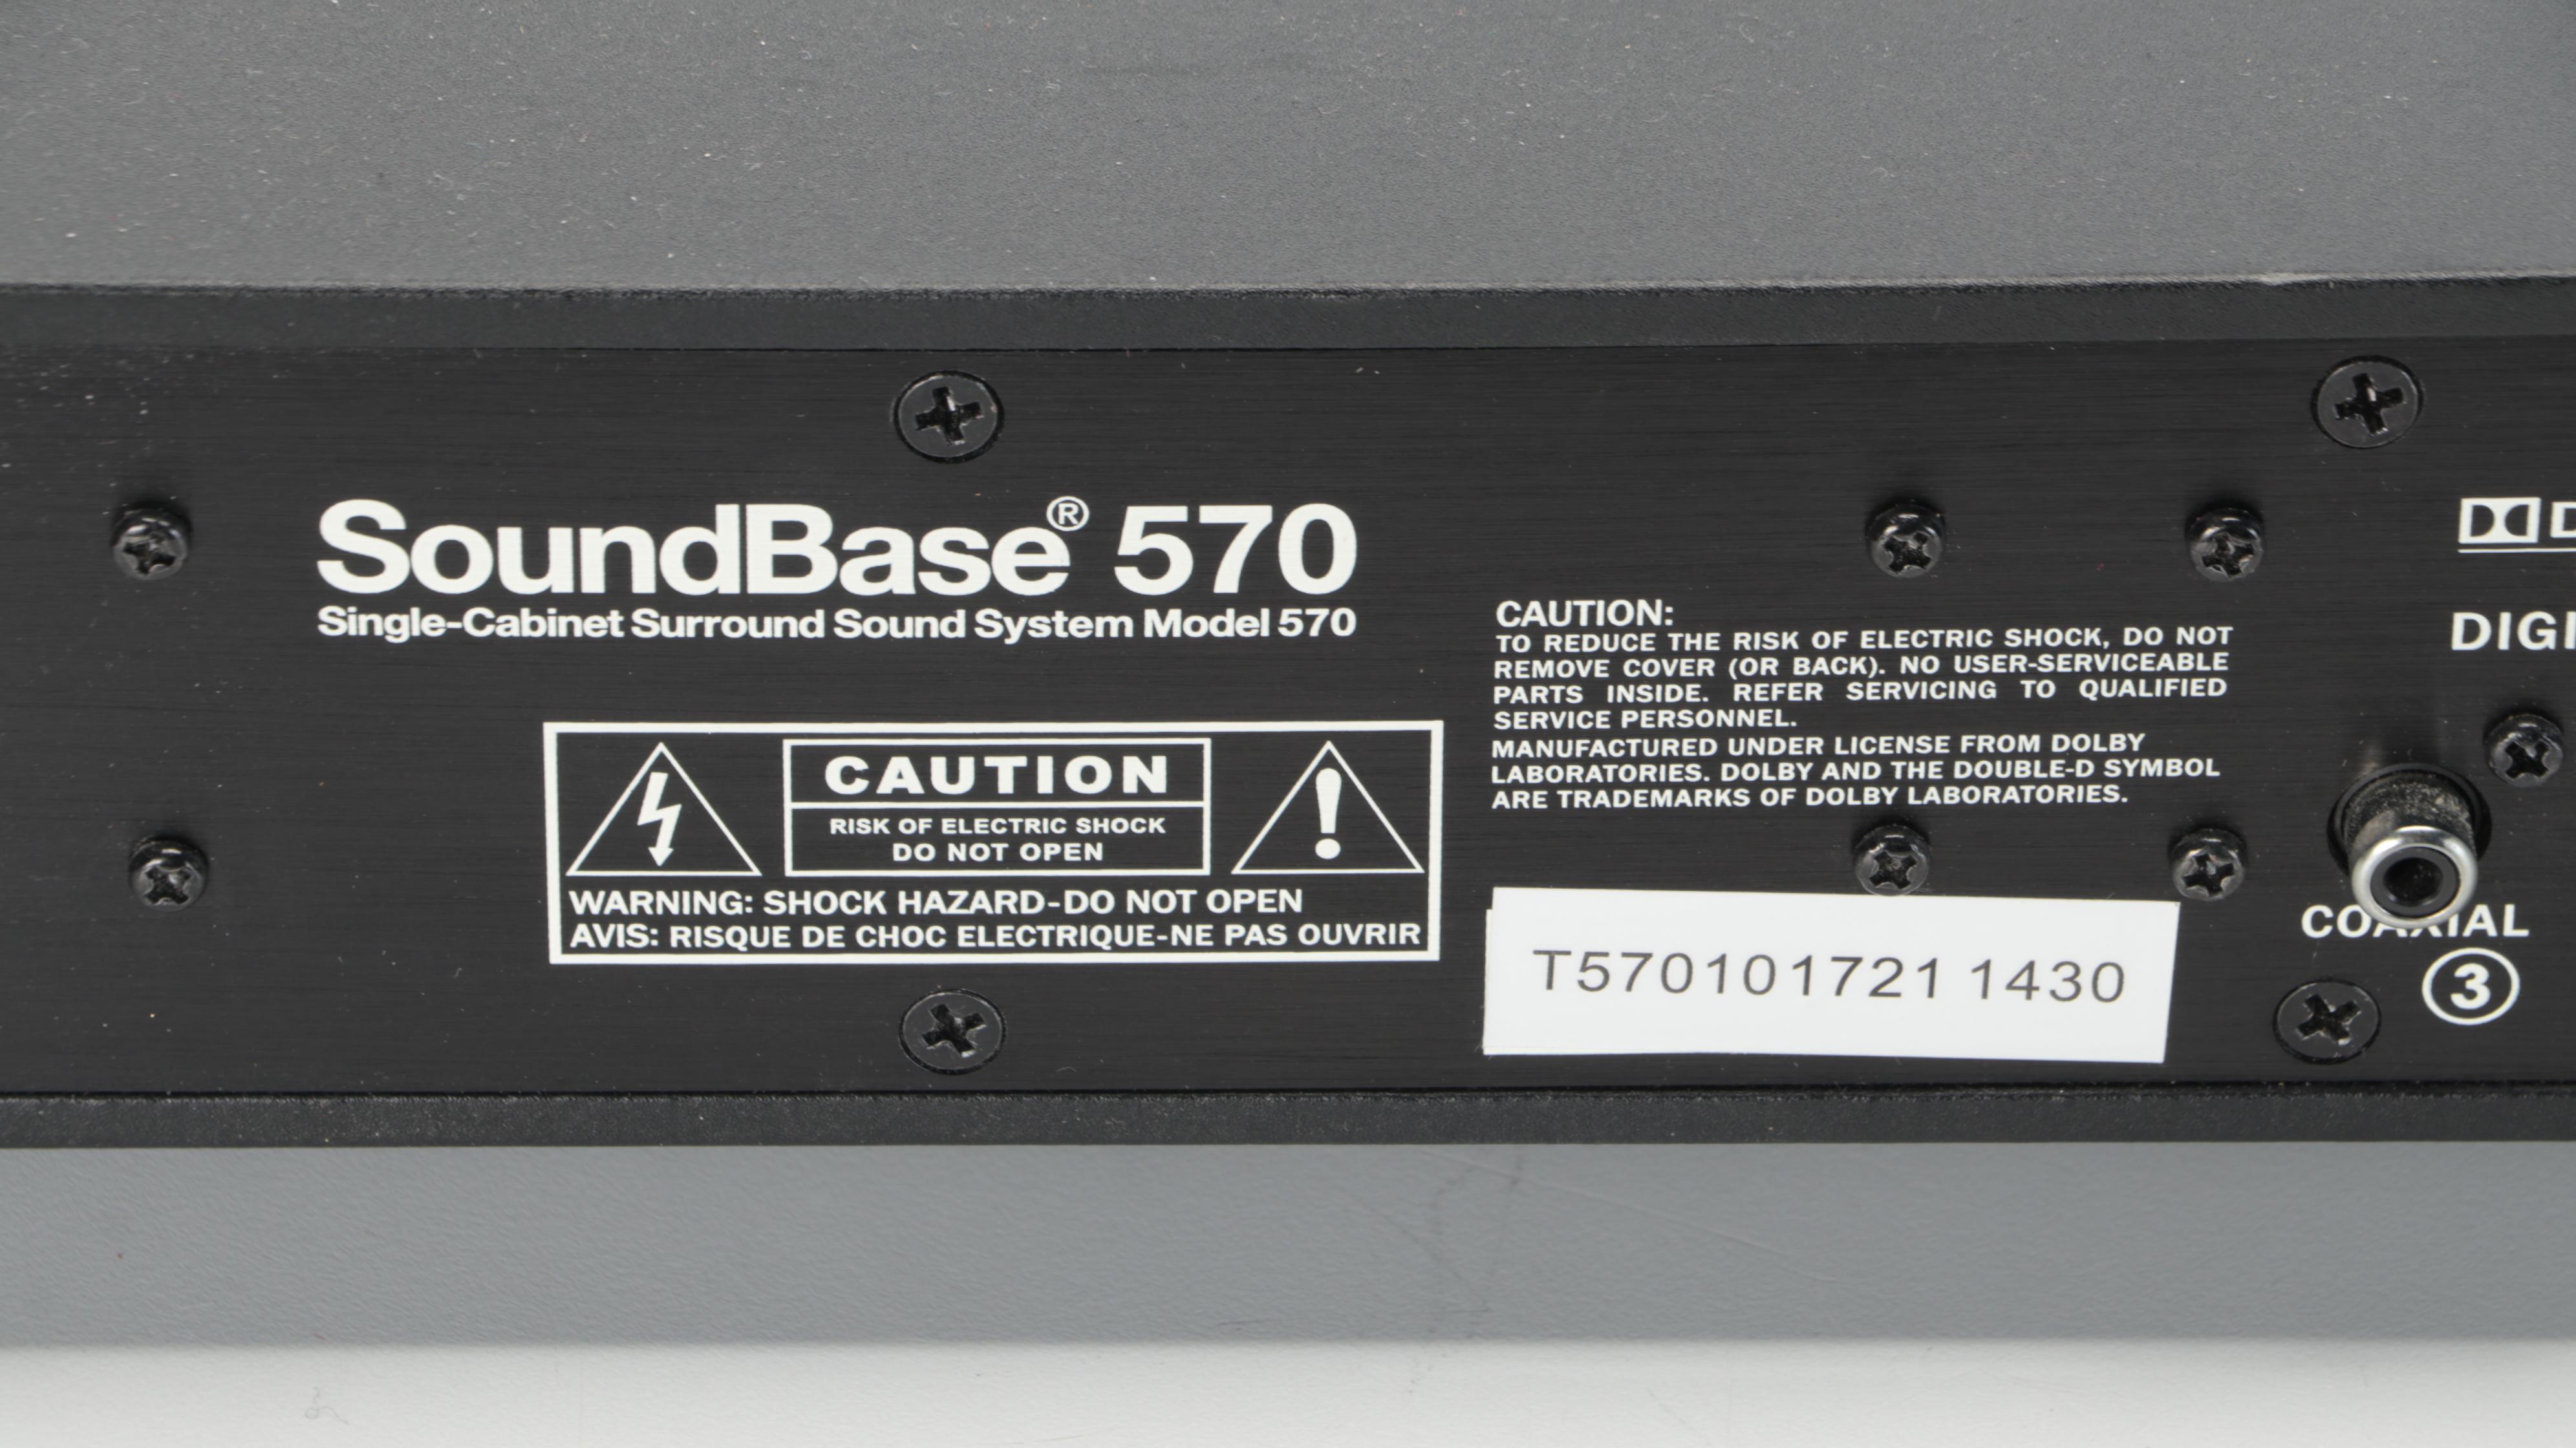 SoundBase® 570
Single-Cabinet Surround Sound System Model 570
CAUTION
RISK OF ELECTRIC SHOCK
DO NOT OPEN
WARNING: SHOCK HAZARD-DO NOT OPEN
AVIS: RISQUE DE CHOC ELECTRIQUE-NE PAS OUVRIR
CAUTION:
TO REDUCE THE RISK OF ELECTRIC SHOCK, DO NOT
REMOVE COVER (OR BACK). NO USER-SERVICEABLE
PARTS INSIDE. REFER SERVICING TO QUALIFIED
SERVICE PERSONNEL.
MANUFACTURED UNDER LICENSE FROM DOLBY
LABORATORIES. DOLBY AND THE DOUBLE-D SYMBOL
ARE TRADEMARKS OF DOLBY LABORATORIES.
T570101721 1430
DIGI
COAXIAL
3